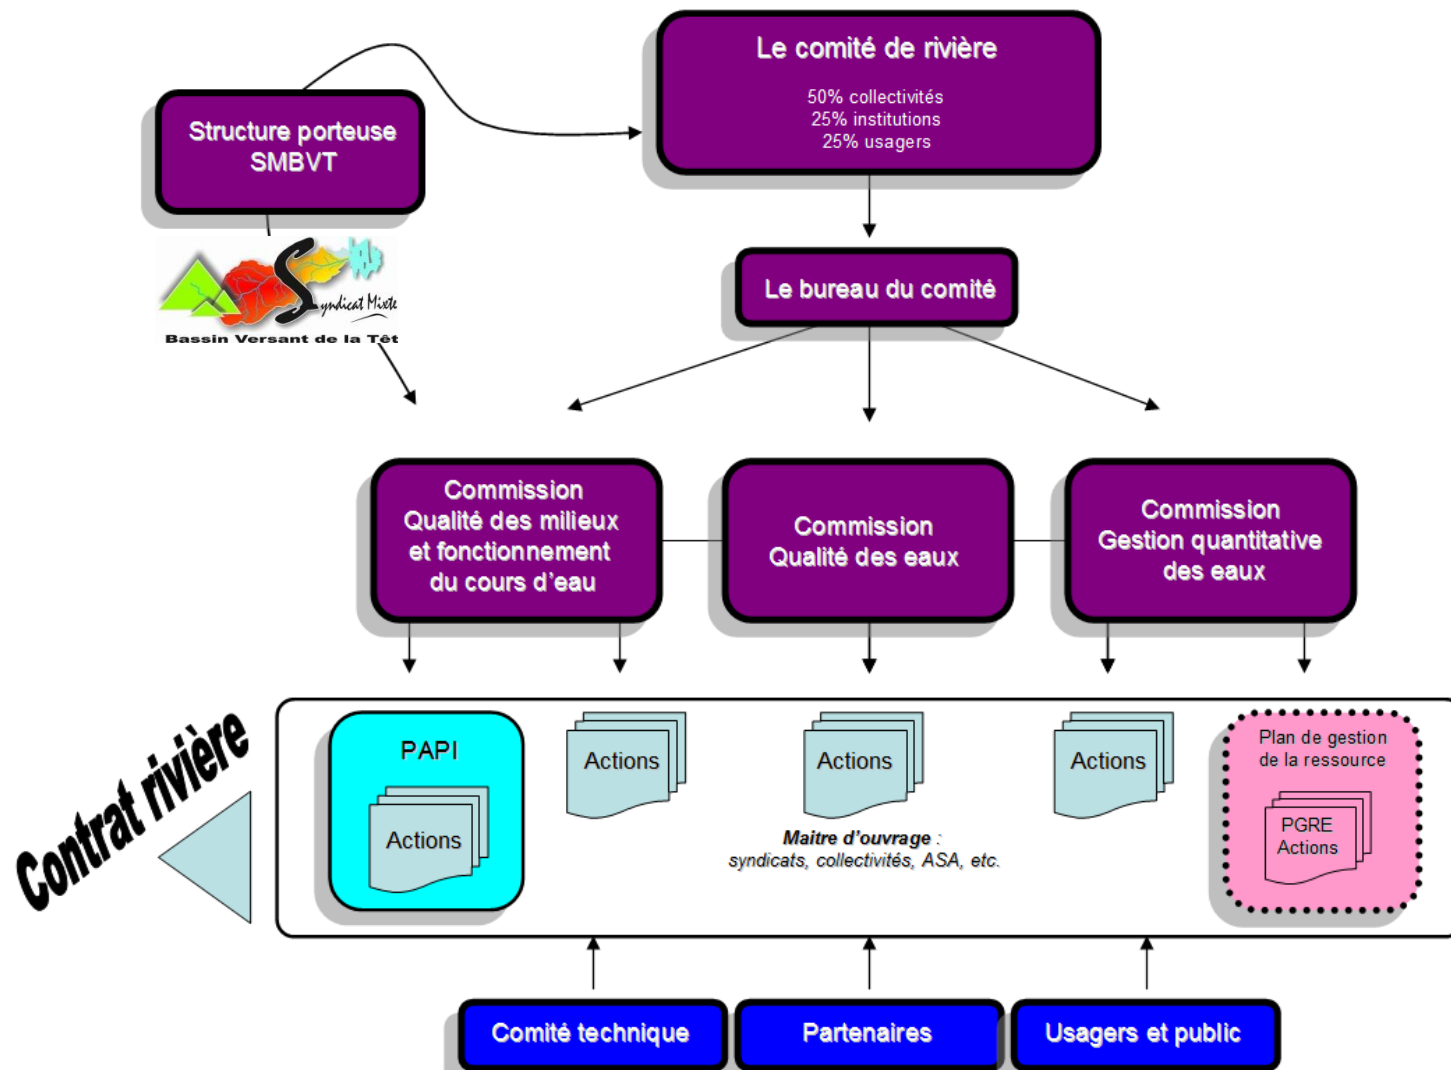 Le comité de rivière
50% collectivités
25% institutions
25% usagers
Structure porteuse
SMBVT
Syndicat Mixte
Bassin Versant de la Têt
Le bureau du comité
Commission
Qualité des milieux
et fonctionnement
du cours d'eau
Commission
Qualité des eaux
Commission
Gestion quantitative
des eaux
Contrat rivière
PAPI
Actions
Actions
Actions
Maitre d'ouvrage :
syndicats, collectivités, ASA, etc.
Actions
Plan de gestion
de la ressource
PGRE
Actions
Comité technique
Partenaires
Usagers et public